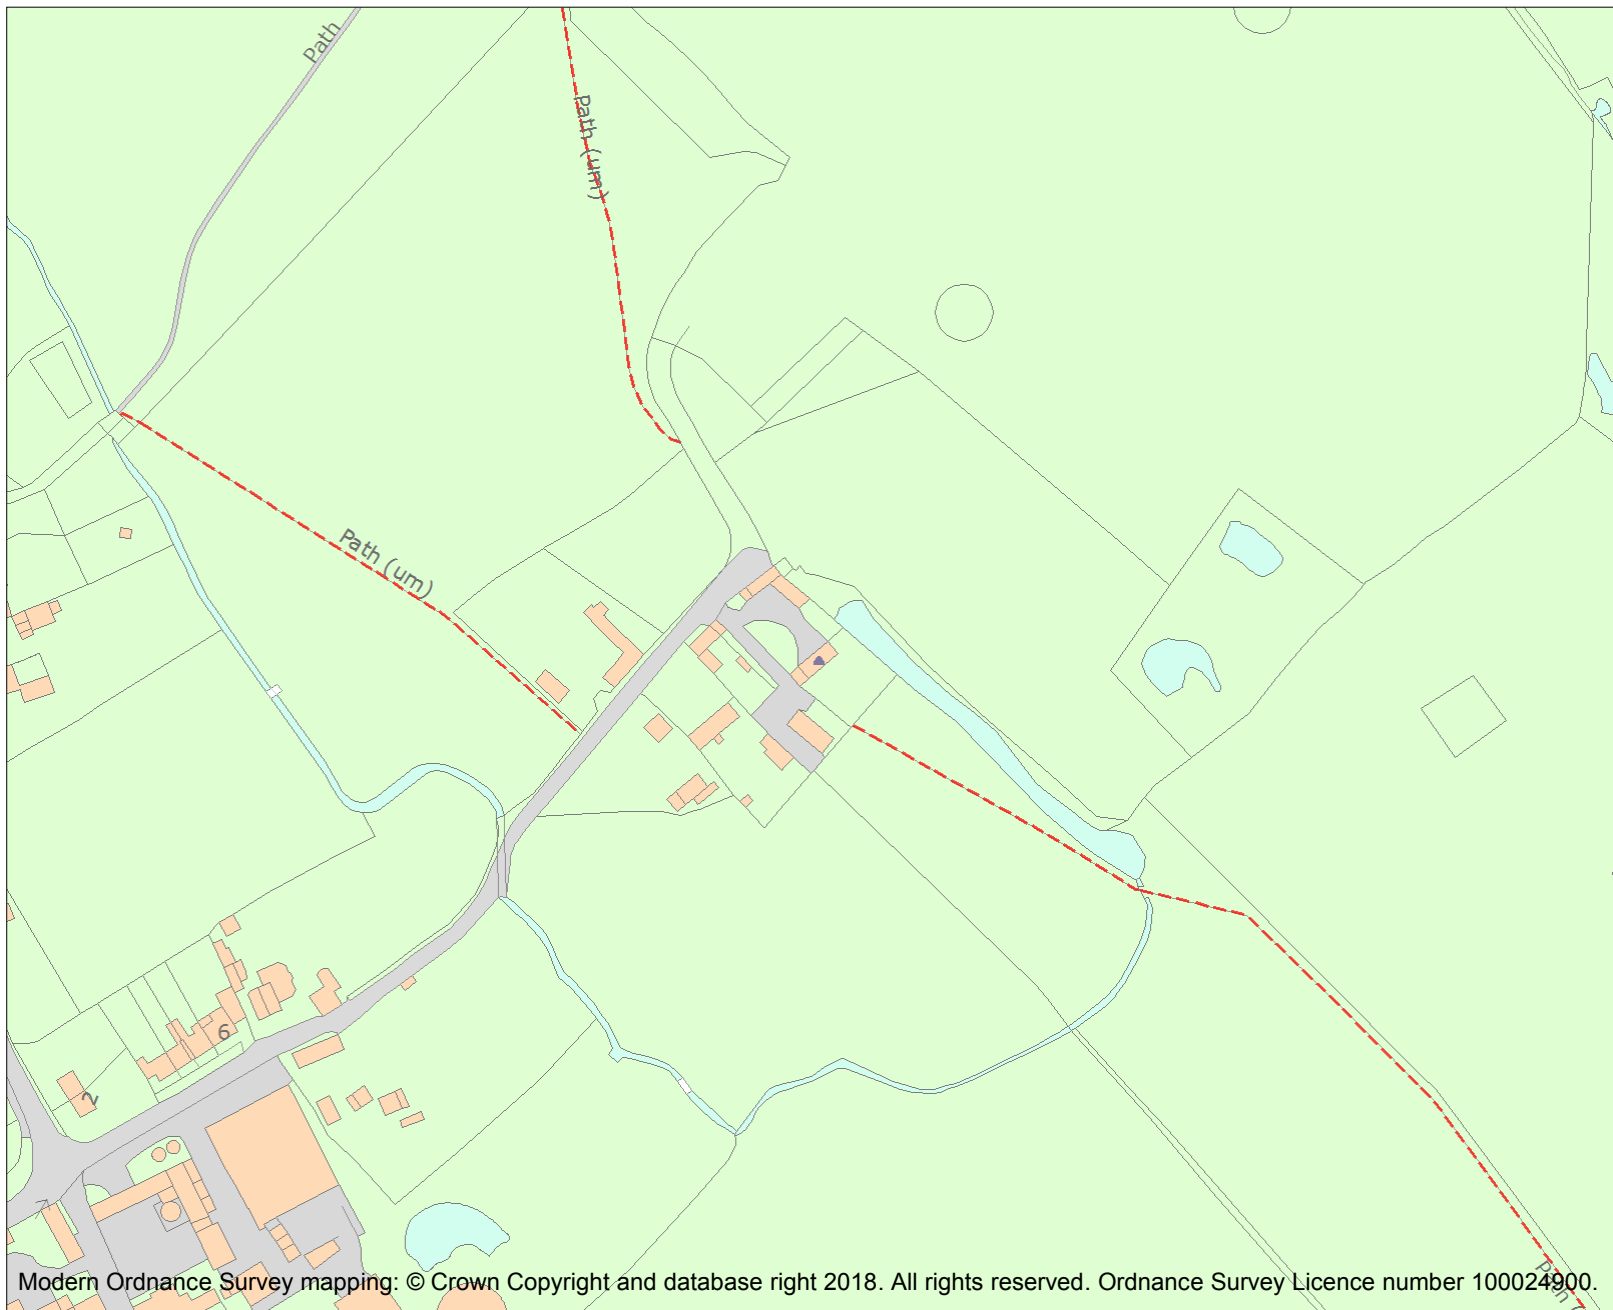 Path
Path (um)
Path (um)
6
2
Path (
Modern Ordnance Survey mapping: © Crown Copyright and database right 2018. All rights reserved. Ordnance Survey Licence number 100024900.